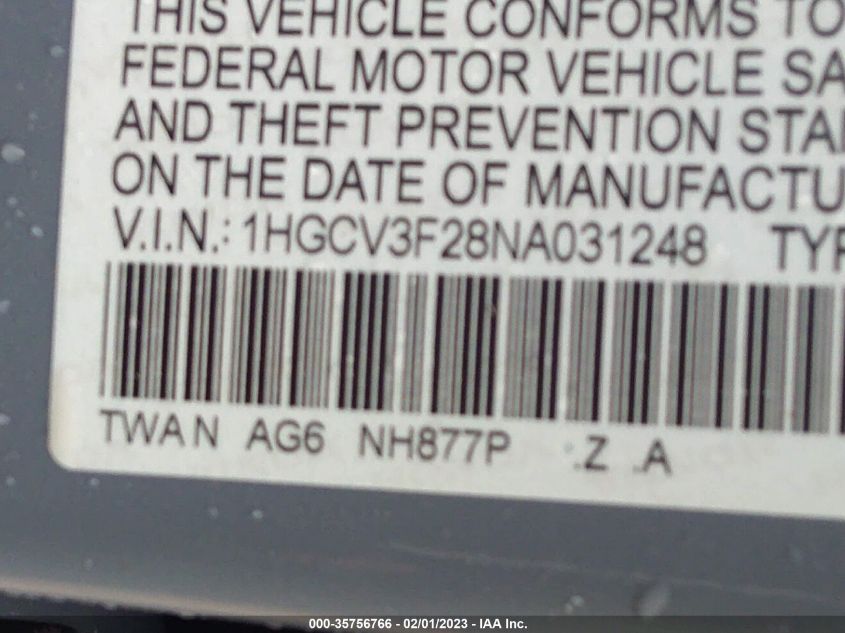 THIS VEHICLE CONFORMS TO
FEDERAL MOTOR VEHICLE SA
AND THEFT PREVENTION STA
ON THE DATE OF MANUFACTU
V.I.N.: 1HGCV3F28NA031248 TYP
TWAN AG6 NH877P .Z .A
000-35756766 - 02/01/2023 - IAA Inc.